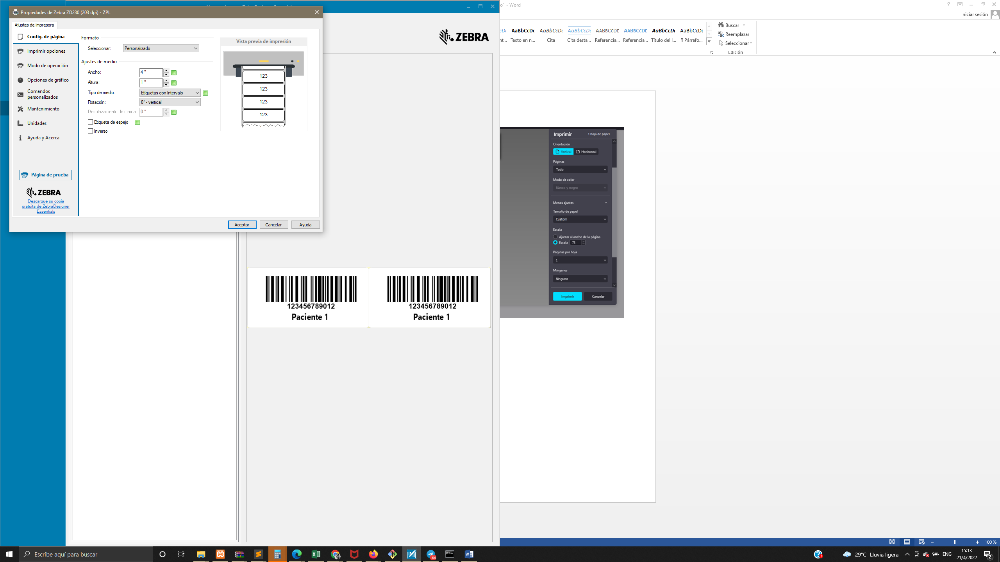 Propiedades de Zebra ZD230 (203 dpi) - ZPL
Ajustes de impresora
Config. de página
Imprimir opciones
Modo de operación
Opciones de gráfico
Comandos
personalizados
Mantenimiento
Unidades
Ayuda y Acerca
Página de prueba
ZEBRA
Descargue su copia
gratuita de ZebraDesigner
Essentials
Formato
Seleccionar: Personalizado
Ajustes de medio
Ancho: 4 "
Altura: 1 "
Tipo de medio: Etiquetas con intervalo
Rotación: 0° - vertical
Desplazamiento de marca: 0 "
Etiqueta de espejo
Inverso
Vista previa de impresión
123
123
123
123
Aceptar
Cancelar
Ayuda
ZEBRA
123456789012
Paciente 1
123456789012
Paciente 1
o1 - Word
Iniciar sesión
AaBbCcDc AaBbCcDc AaBbCcDc AaBbCcDc AaBbCcDc AaBbCcDc AaBbCcDc
nt... Texto en n... Cita Cita desta... Referencia... Referencia... Título del l... ¶ Párrafo...
Buscar
Reemplazar
Seleccionar
Edición
Imprimir
1 hoja de papel
Orientación
Vertical
Horizontal
Páginas
Todo
Modo de color
Blanco y negro
Menos ajustes
Tamaño de papel
Custom
Escala
Ajustar al ancho de la página
Escala 73
Páginas por hoja
1
Márgenes
Ninguno
Imprimir
Cancelar
100 %
Escribe aquí para buscar
64
29°C Lluvia ligera
ENG
15:13
21/4/2022
2